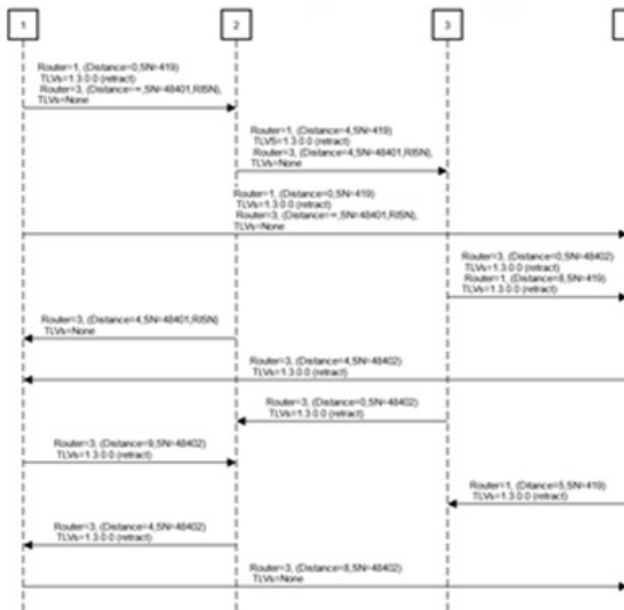 1
2
3
Router=1, (Distance=0,SN=419)
TLVs=1.3.0.0 (retract)
Router=3, (Distance=∞,SN=48401,RISN),
TLVs=None
Router=1, (Distance=4,SN=419)
TLVS=1.3.0.0 (retract)
Router=3, (Distance=4,SN=48401,RISN),
TLVs=None
Router=1, (Distance=0,SN=419)
TLVs=1.3.0.0 (retract)
Router=3, (Distance=∞,SN=48401,RISN),
TLVs=None
Router=3, (Distance=0,SN=48402)
TLVs=1.3.0.0 (retract)
Router=1, (Distance=8,SN=419)
TLVs=1.3.0.0 (retract)
Router=3, (Distance=4,SN=48401,RISN)
TLVs=None
Router=3, (Distance=4,SN=48402)
TLVs=1.3.0.0 (retract)
Router=3, (Distance=0,SN=48402)
TLVs=1.3.0.0 (retract)
Router=3, (Distance=9,SN=48402)
TLVs=1.3.0.0 (retract)
Router=1, (Ditance=5,SN=419)
TLVs=1.3.0.0 (retract)
Router=3, (Distance=4,SN=48402)
TLVs=1.3.0.0 (retract)
Router=3, (Distance=8,SN=48402)
TLVs=None